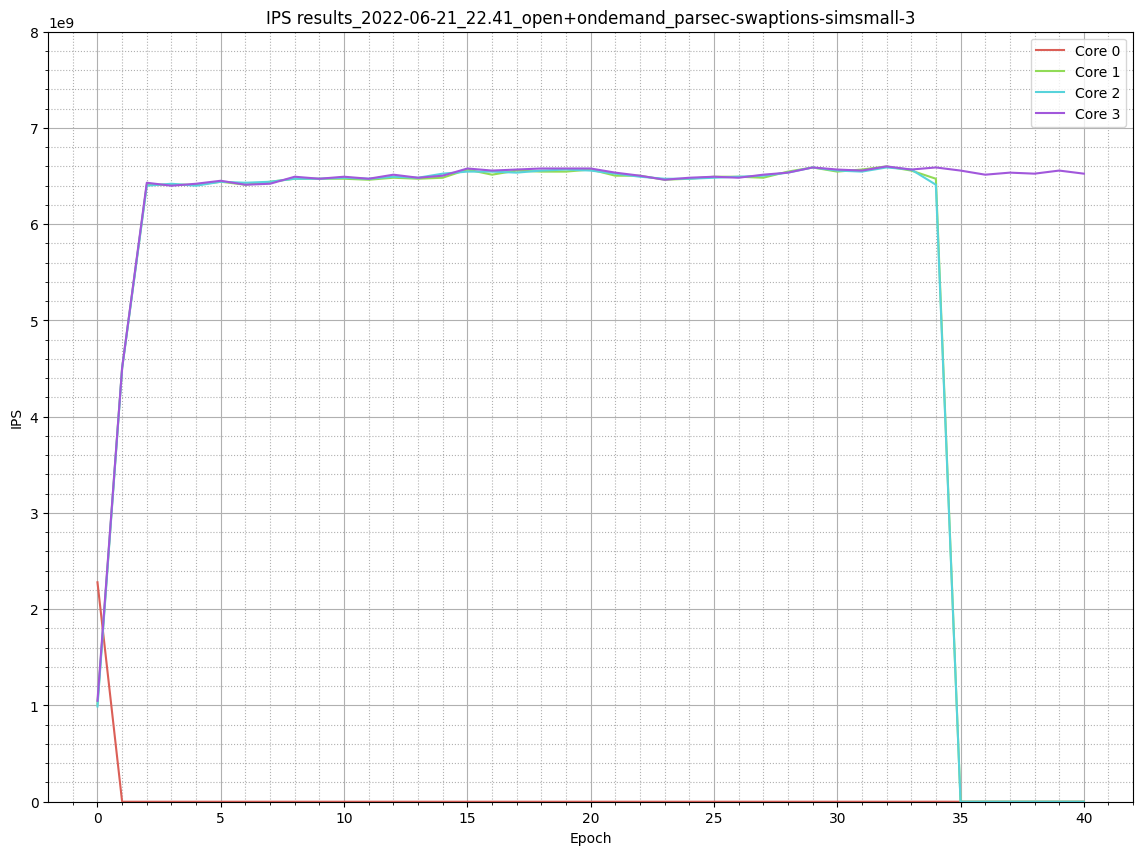 IPS results_2022-06-21_22.41_open+ondemand_parsec-swaptions-simsmall-3
1e9
8
7
6
5
4
3
2
1
0
IPS
Core 0
Core 1
Core 2
Core 3
0 5 10 15 20 25 30 35 40
Epoch